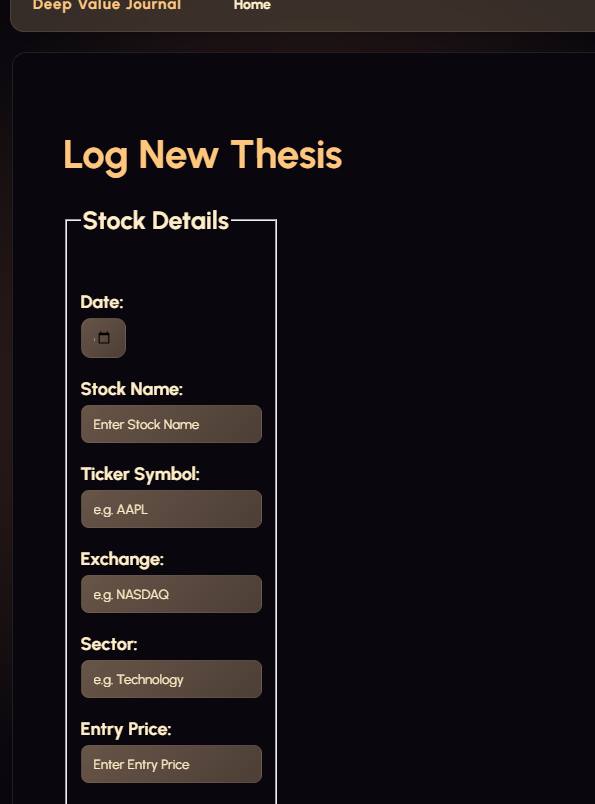 Deep Value Journal Home
Log New Thesis
Stock Details
Date:
Stock Name:
Enter Stock Name
Ticker Symbol:
e.g. AAPL
Exchange:
e.g. NASDAQ
Sector:
e.g. Technology
Entry Price:
Enter Entry Price